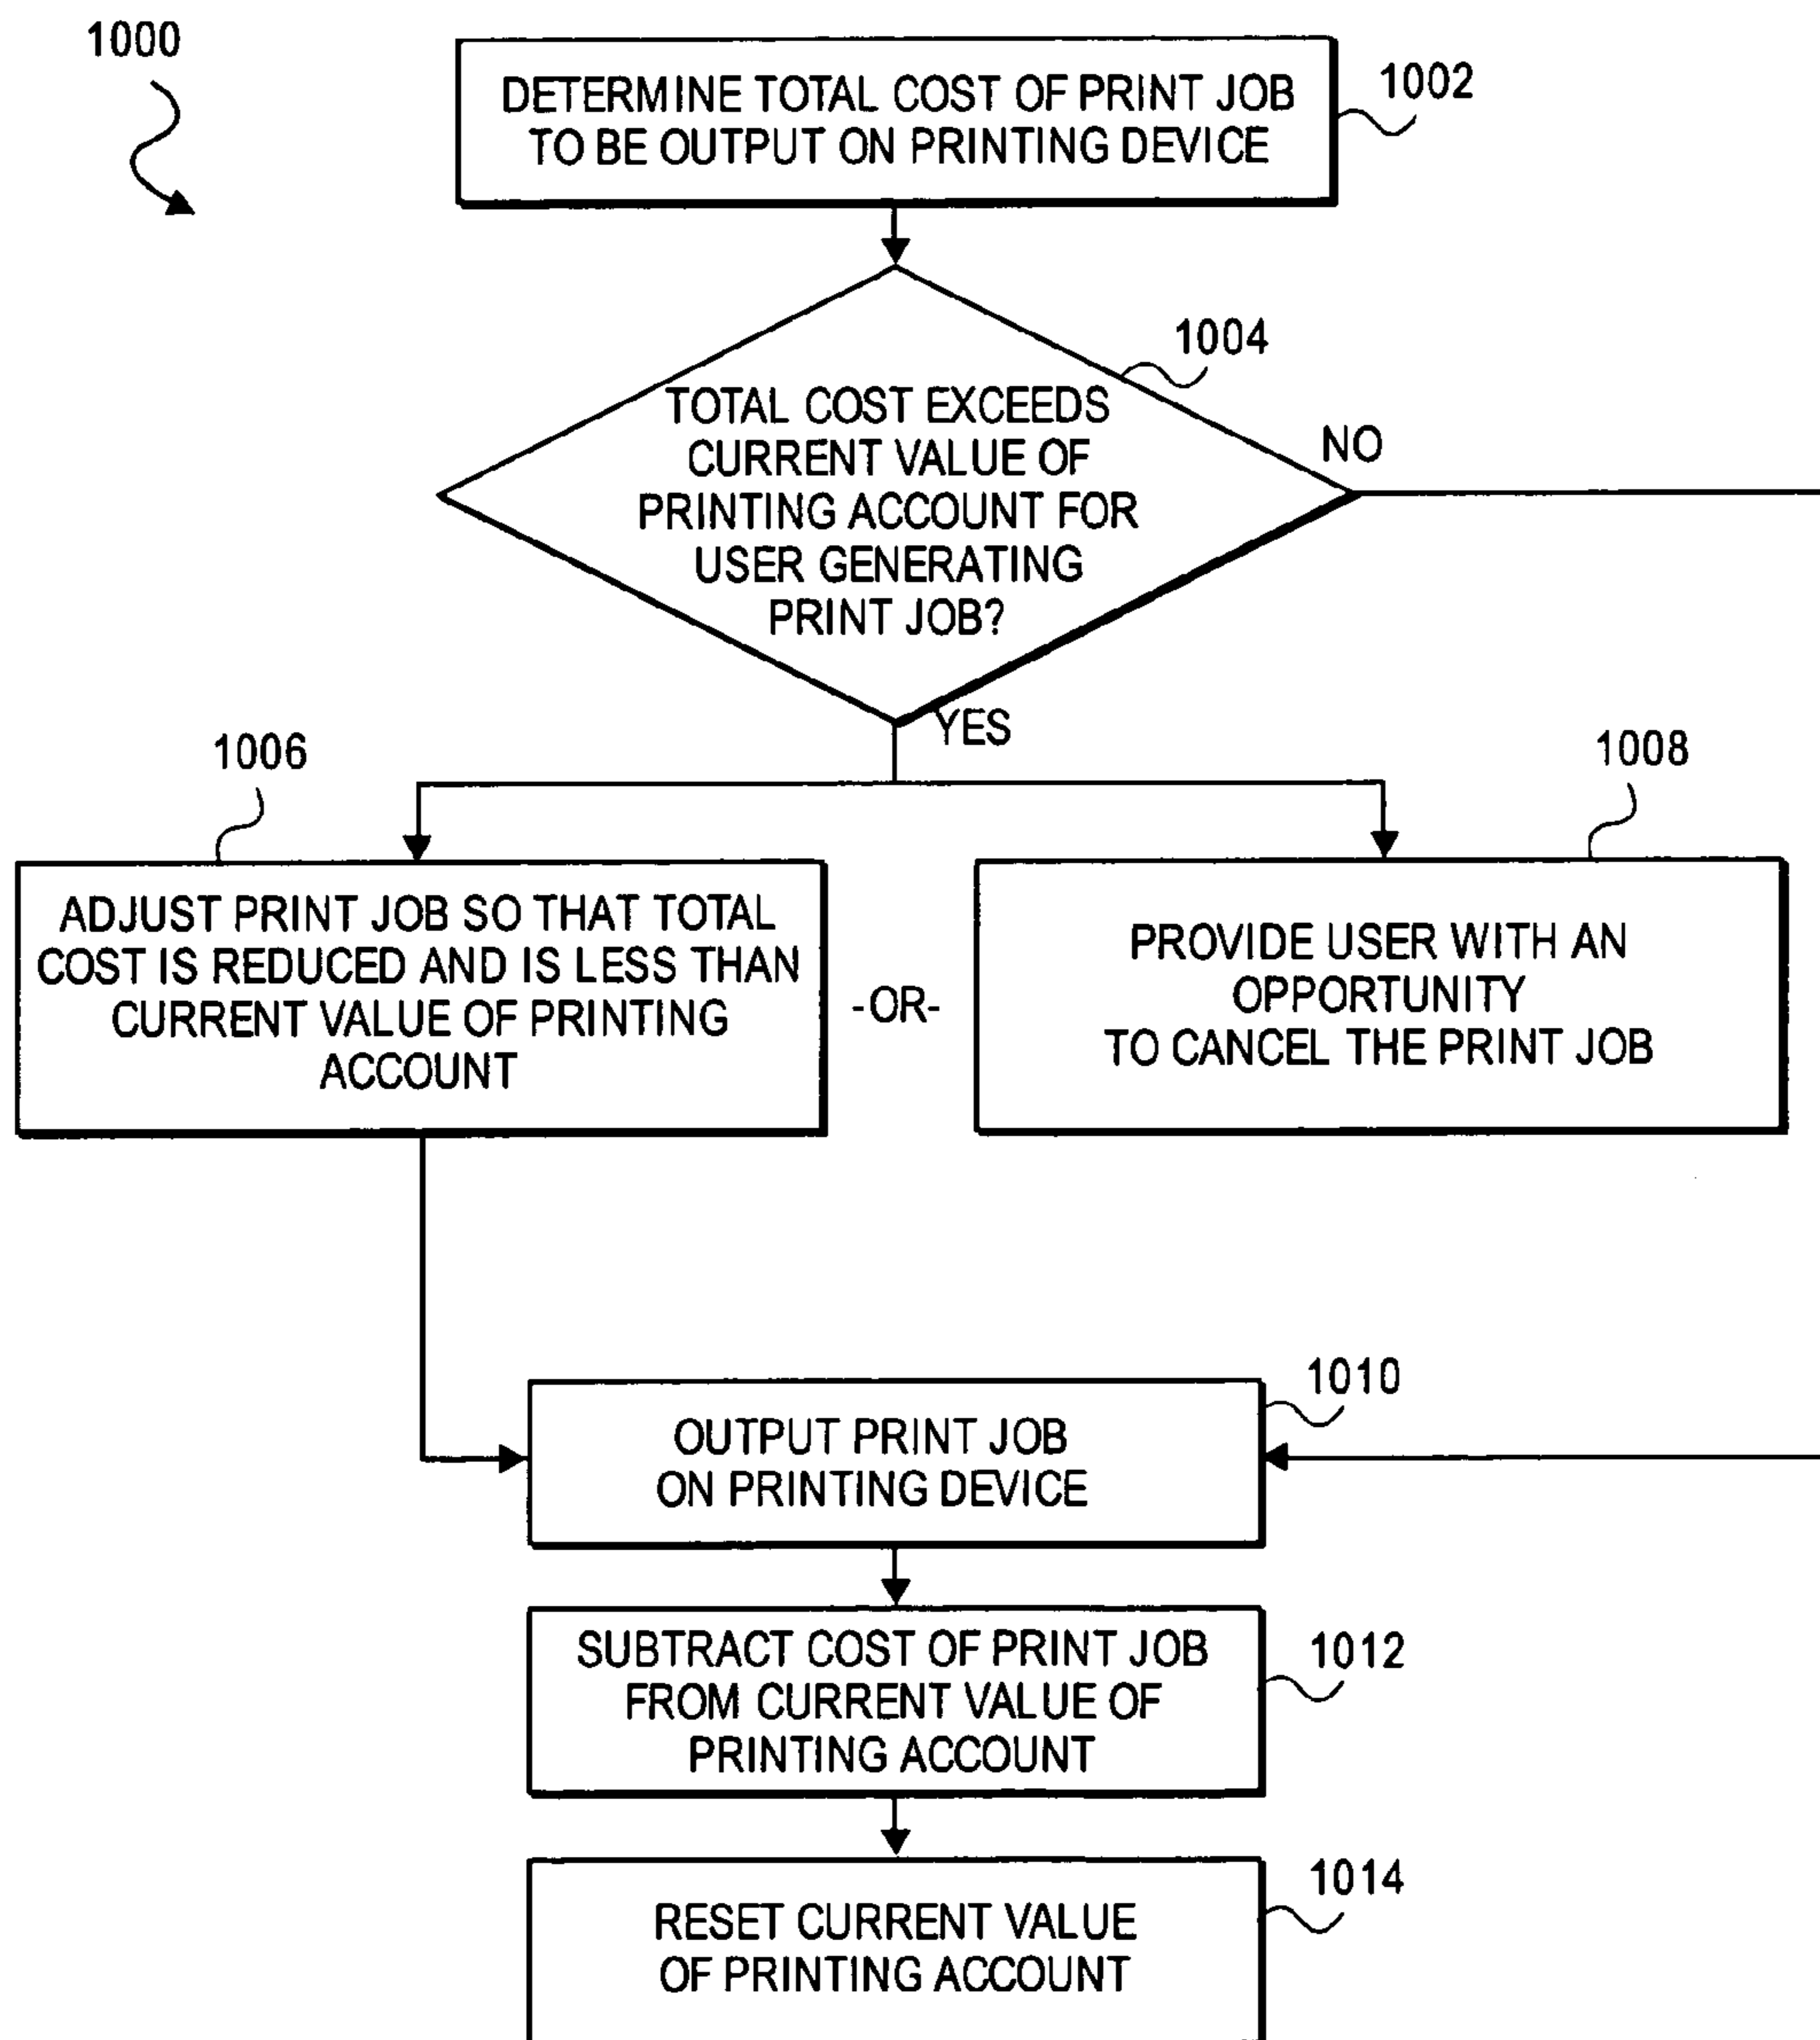 1000
DETERMINE TOTAL COST OF PRINT JOB
TO BE OUTPUT ON PRINTING DEVICE
1002
1004
TOTAL COST EXCEEDS
CURRENT VALUE OF
PRINTING ACCOUNT FOR
USER GENERATING
PRINT JOB?
NO
YES
1006
1008
ADJUST PRINT JOB SO THAT TOTAL
COST IS REDUCED AND IS LESS THAN
CURRENT VALUE OF PRINTING
ACCOUNT
-OR-
PROVIDE USER WITH AN
OPPORTUNITY
TO CANCEL THE PRINT JOB
1010
OUTPUT PRINT JOB
ON PRINTING DEVICE
1012
SUBTRACT COST OF PRINT JOB
FROM CURRENT VALUE OF
PRINTING ACCOUNT
1014
RESET CURRENT VALUE
OF PRINTING ACCOUNT